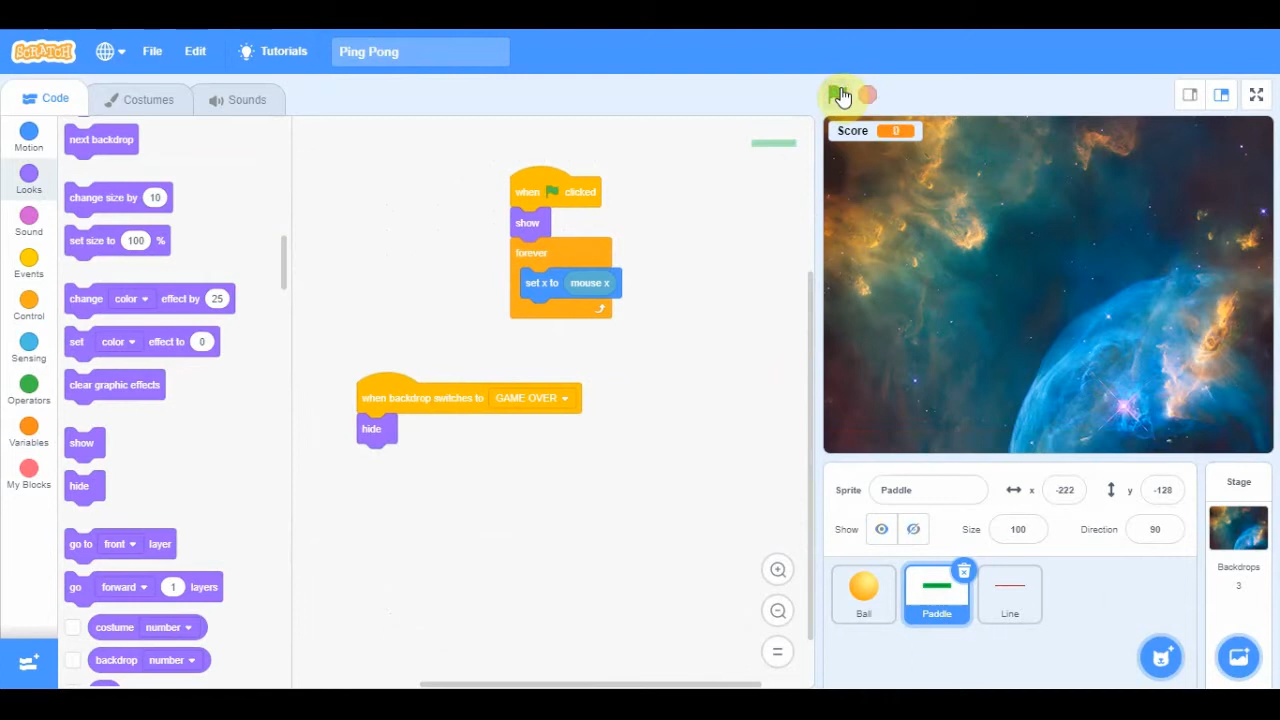 SCRATCH File Edit Tutorials Ping Pong
Code Costumes Sounds
Motion
Looks
Sound
Events
Control
Sensing
Operators
Variables
My Blocks
next backdrop
change size by 10
set size to 100 %
change color effect by 25
set color effect to 0
clear graphic effects
show
hide
go to front layer
go forward 1 layers
costume number
backdrop number
when clicked
show
forever
set x to mouse x
when backdrop switches to GAME OVER
hide
Score 0
Sprite Paddle x -222 y -128
Show Size 100 Direction 90
Ball Paddle Line
Stage
Backdrops
3